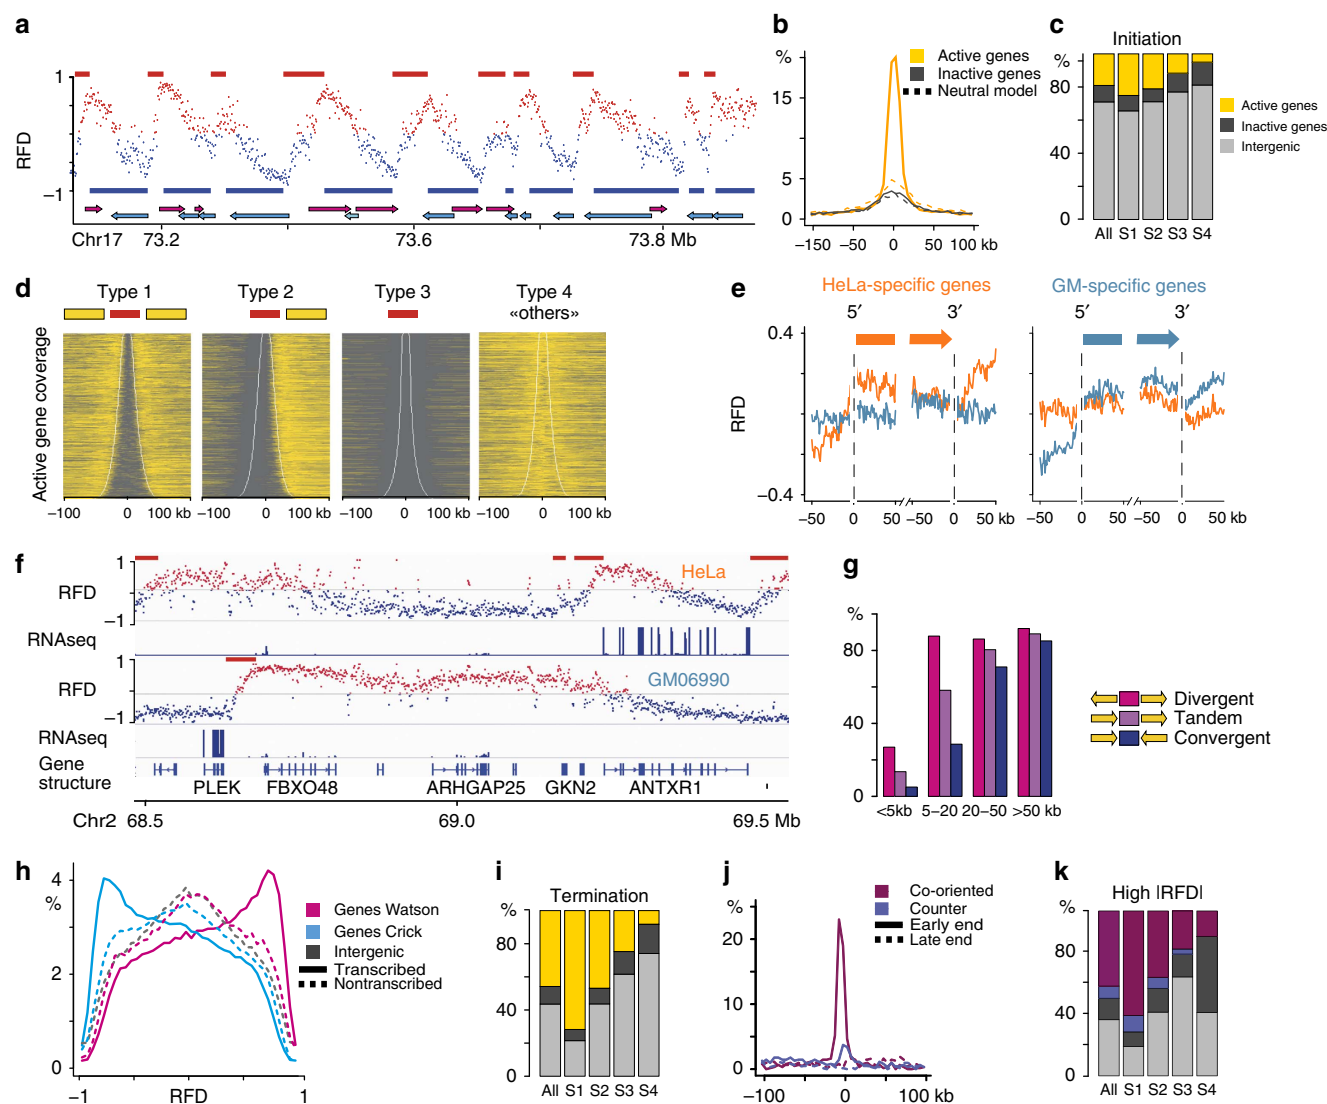 a
1
RFD
−1
Chr17
73.2
73.6
73.8 Mb
b
%
15
5
0
−150
−50
0
50
100 kb
Active genes
Inactive genes
Neutral model
c
Initiation
%
80
40
0
All
S1
S2
S3
S4
Active genes
Inactive genes
Intergenic
d
Type 1
Type 2
Type 3
Type 4
«others»
Active gene coverage
−100
0
100 kb
−100
0
100 kb
−100
0
100 kb
−100
0
100 kb
e
HeLa-specific genes
GM-specific genes
5′
3′
5′
3′
0.4
RFD
−0.4
−50
0
50
−50
0
50 kb
−50
0
50
−50
0
50 kb
f
1
RFD
−1
HeLa
RNAseq
1
RFD
−1
GM06990
RNAseq
Gene
structure
PLEK
FBXO48
ARHGAP25
GKN2
ANTXR1
Chr2
68.5
69.0
69.5 Mb
g
%
80
40
0
<5kb
5−20
20−50
>50 kb
Divergent
Tandem
Convergent
h
4
%
2
0
−1
RFD
1
Genes Watson
Genes Crick
Intergenic
Transcribed
Nontranscribed
i
Termination
%
80
40
0
All
S1
S2
S3
S4
j
%
20
10
0
−100
0
100 kb
Co-oriented
Counter
Early end
Late end
k
High |RFD|
%
80
40
0
All
S1
S2
S3
S4